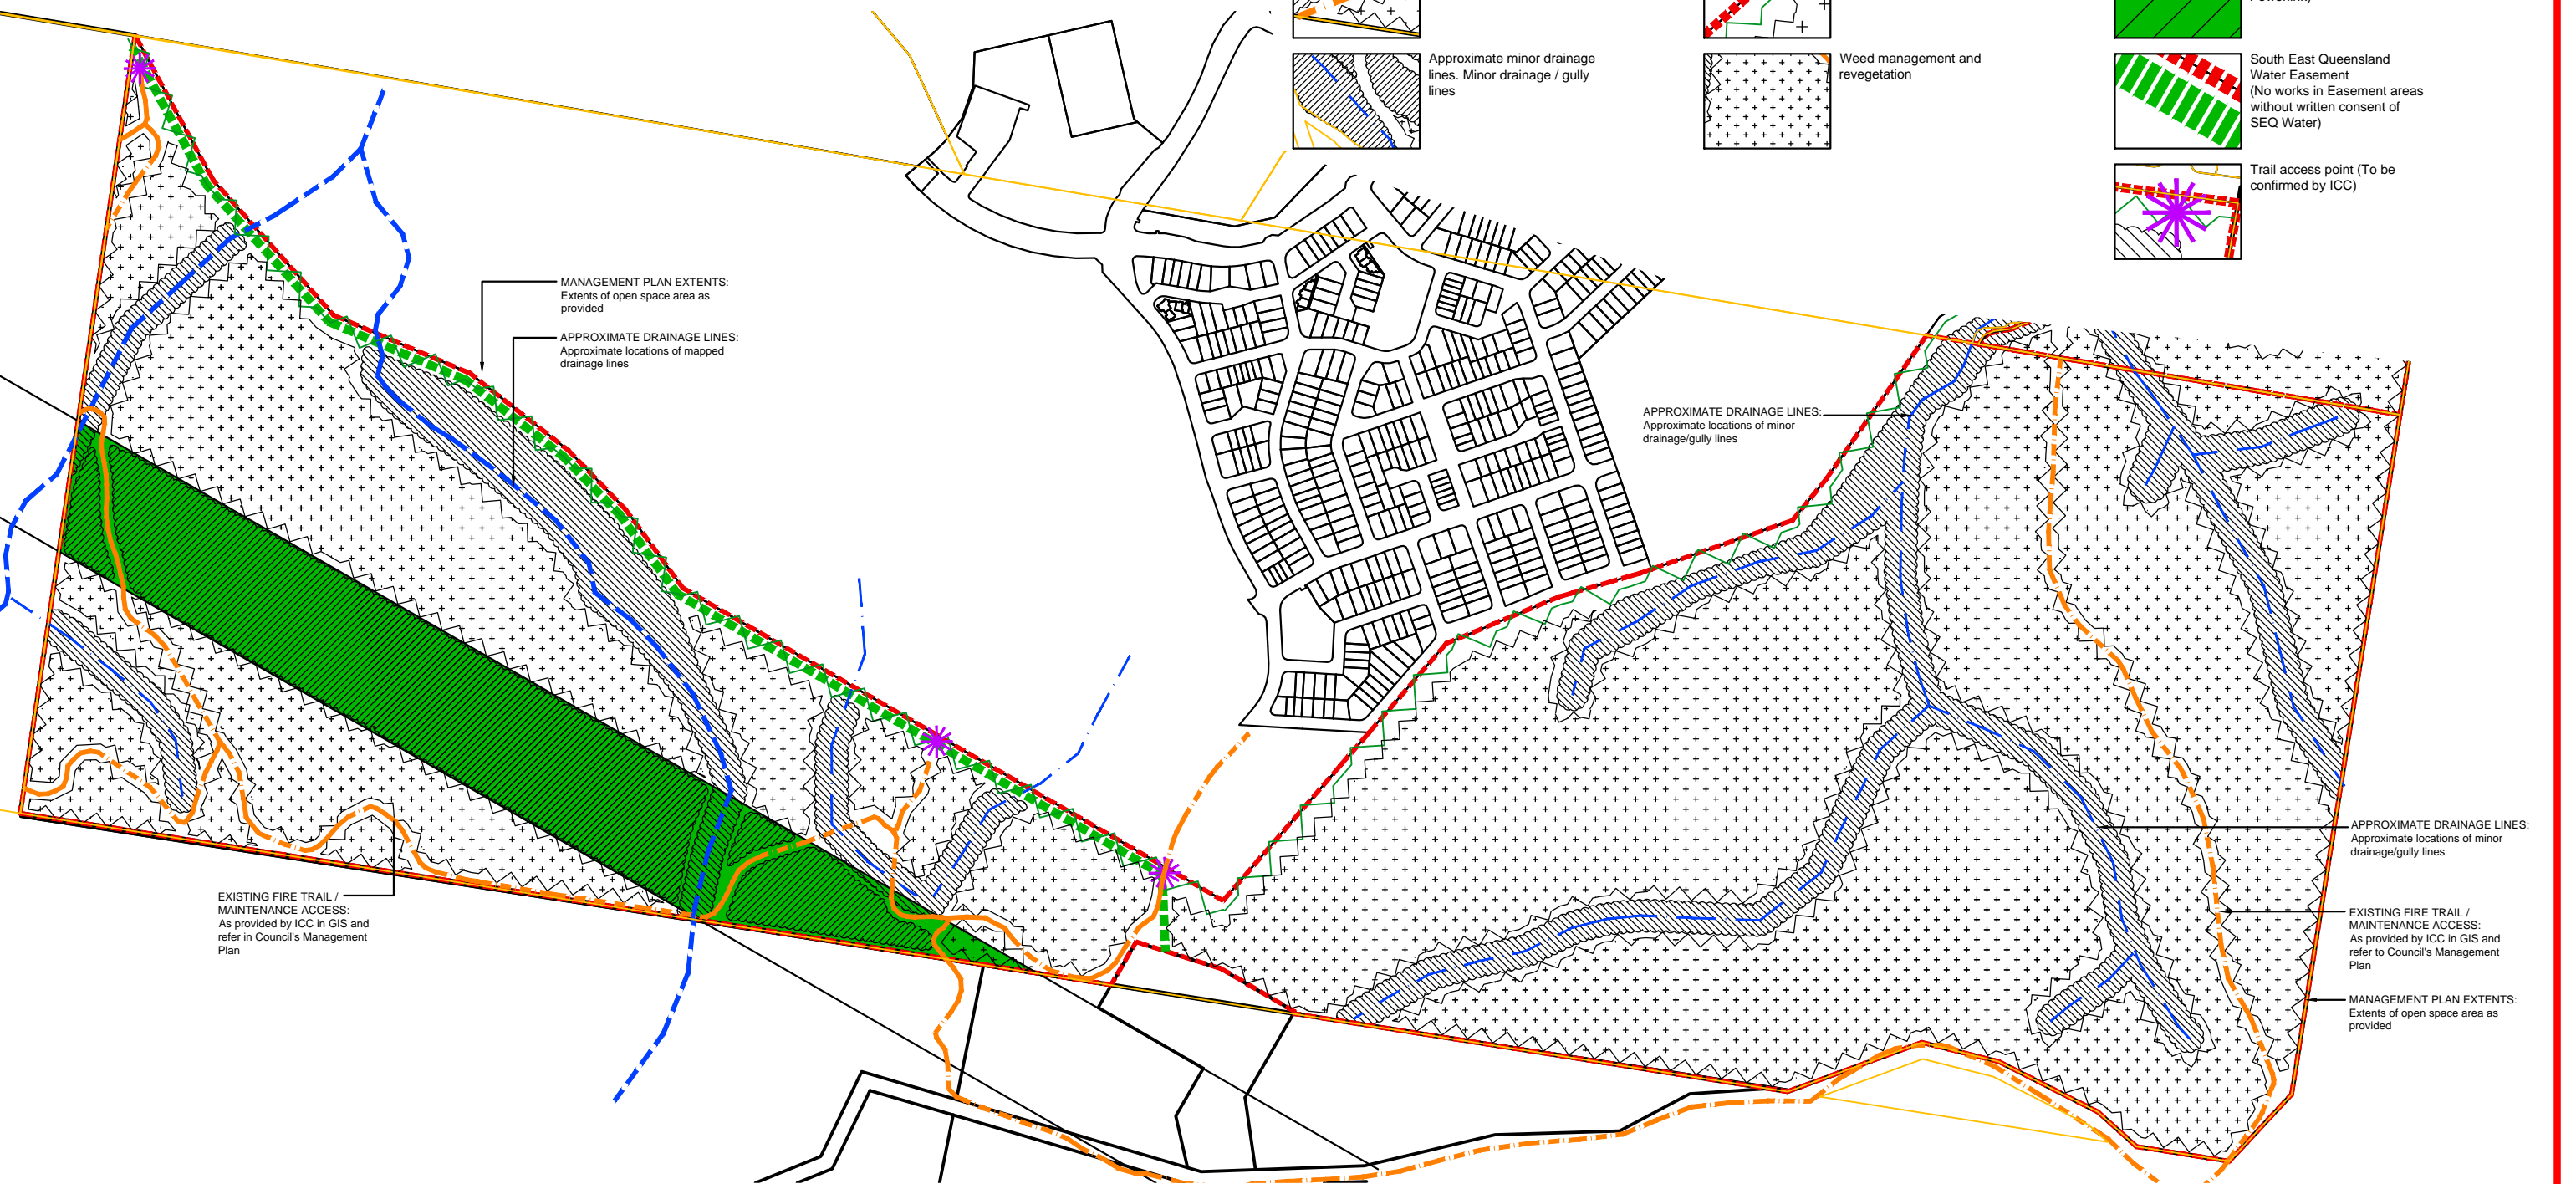 Powerlink)
Approximate minor drainage
lines. Minor drainage / gully
lines
Weed management and
revegetation
South East Queensland
Water Easement
(No works in Easement areas
without written consent of
SEQ Water)
Trail access point (To be
confirmed by ICC)
MANAGEMENT PLAN EXTENTS:
Extents of open space area as
provided
APPROXIMATE DRAINAGE LINES:
Approximate locations of mapped
drainage lines
APPROXIMATE DRAINAGE LINES:
Approximate locations of minor
drainage/gully lines
APPROXIMATE DRAINAGE LINES:
Approximate locations of minor
drainage/gully lines
EXISTING FIRE TRAIL /
MAINTENANCE ACCESS:
As provided by ICC in GIS and
refer in Council's Management
Plan
EXISTING FIRE TRAIL /
MAINTENANCE ACCESS:
As provided by ICC in GIS and
refer to Council's Management
Plan
MANAGEMENT PLAN EXTENTS:
Extents of open space area as
provided